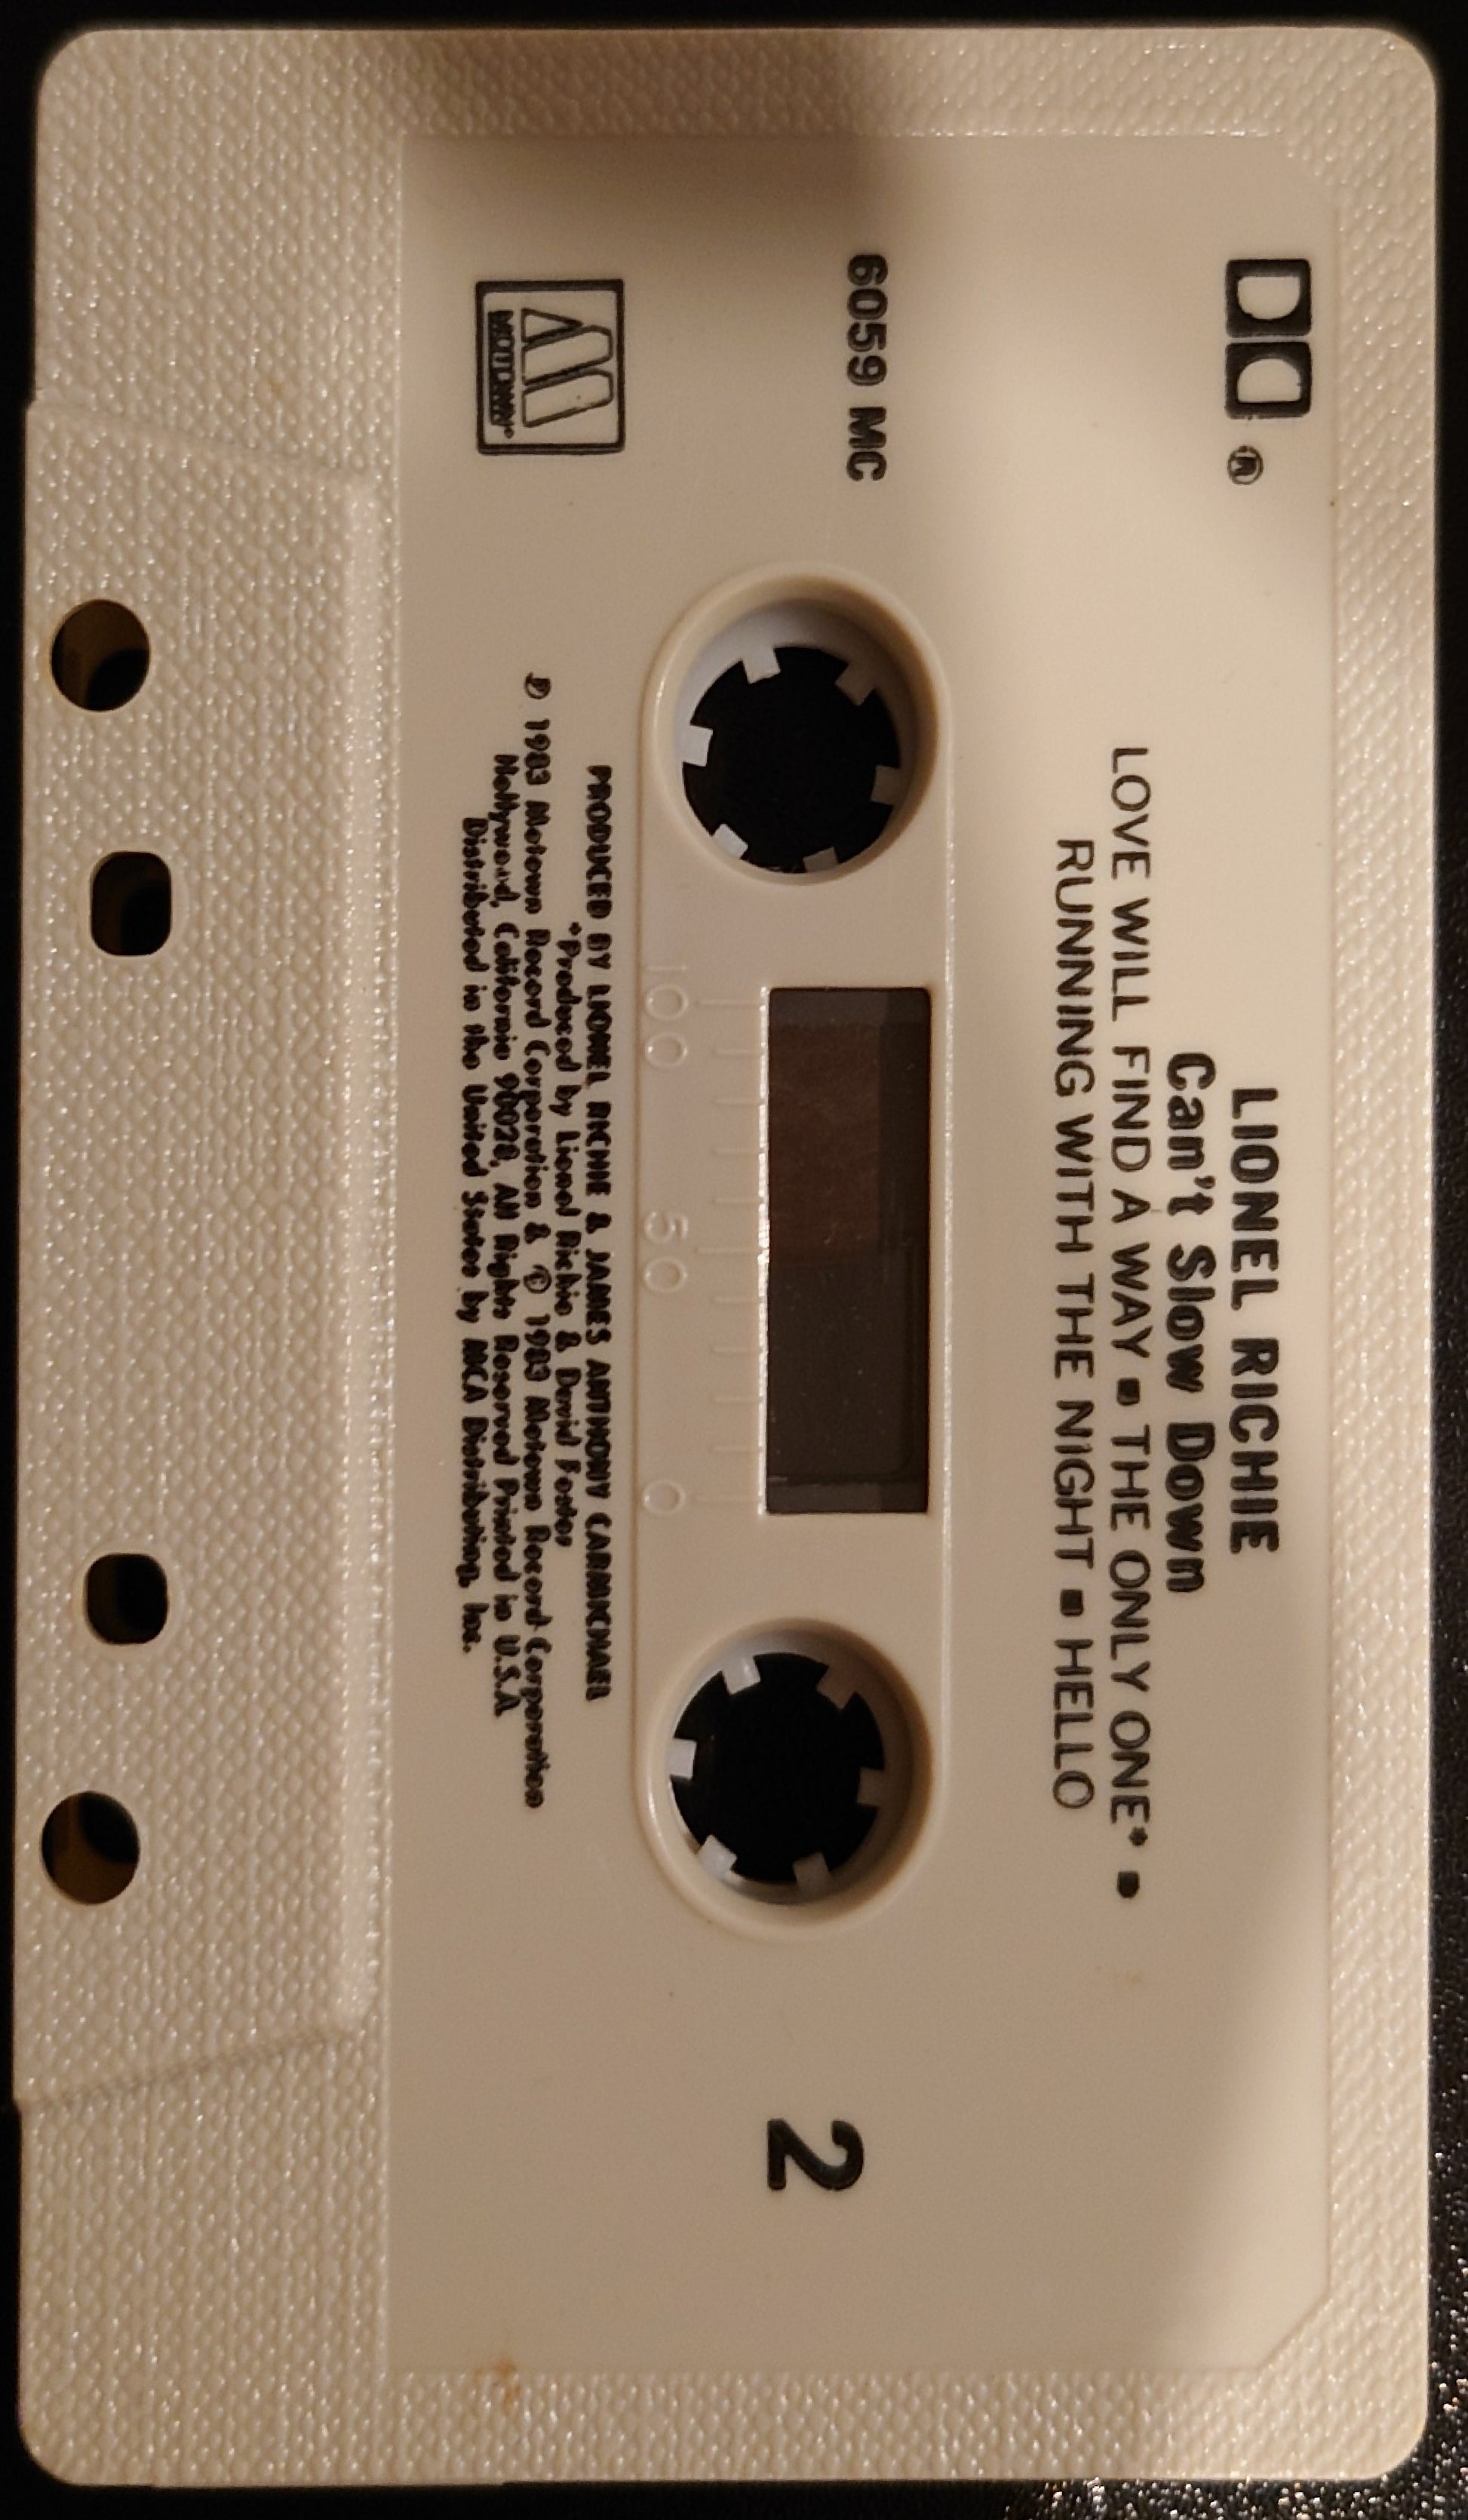 LIONEL RICHIE
Can't Slow Down
LOVE WILL FIND A WAY ▪ THE ONLY ONE* ▪
RUNNING WITH THE NIGHT ▪ HELLO
®
6059 MC
2
100 50 0
PRODUCED BY LIONEL RICHIE & JAMES ANTHONY CARMICHAEL
*Produced by Lionel Richie & David Foster
℗ 1983 Motown Record Corporation & © 1983 Motown Record Corporation
Hollywood, California 90028, All Rights Reserved Printed in U.S.A.
Distributed in the United States by MCA Distributing, Inc.
MOTOWN®